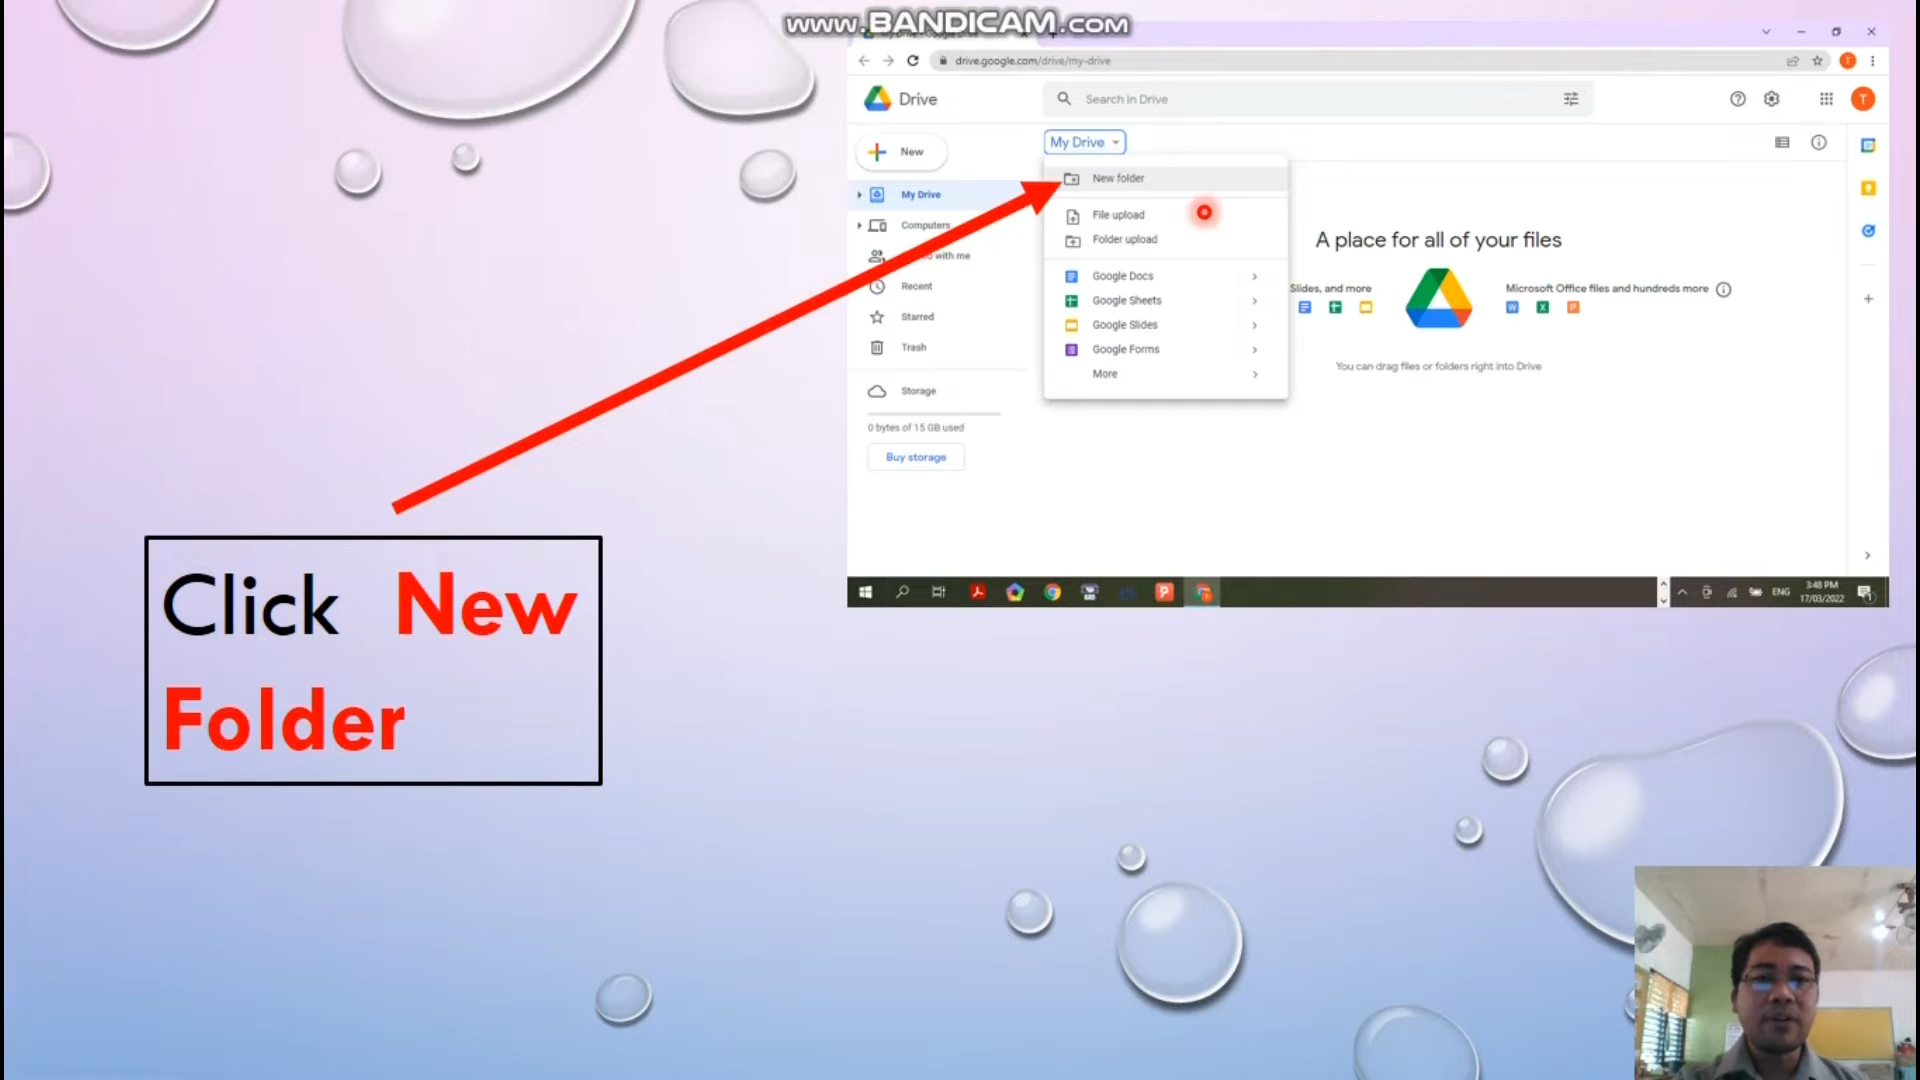 www.BANDICAM.com
drive.google.com/drive/my-drive
Drive
Search in Drive
T
T
New
My Drive
New folder
My Drive
Computers
File upload
Folder upload
with me
Recent
Starred
Trash
Google Docs
Google Sheets
Google Slides
Google Forms
More
A place for all of your files
Slides, and more
Microsoft Office files and hundreds more
You can drag files or folders right into Drive
Storage
0 bytes of 15 GB used
Buy storage
ENG
3:48 PM
17/03/2022
Click New
Folder